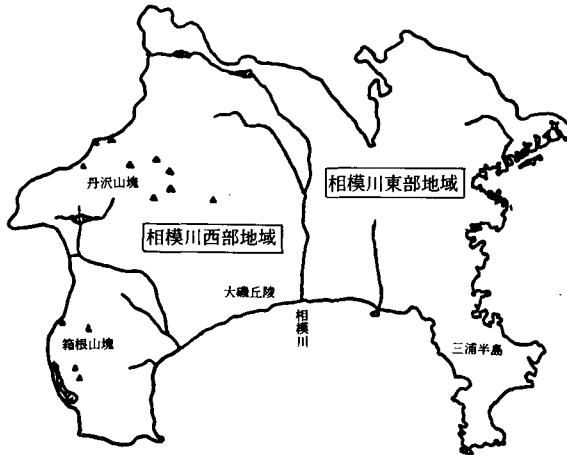 丹沢山塊
相模川東部地域
相模川西部地域
大磯丘陵
相模川
箱根山塊
三浦半島